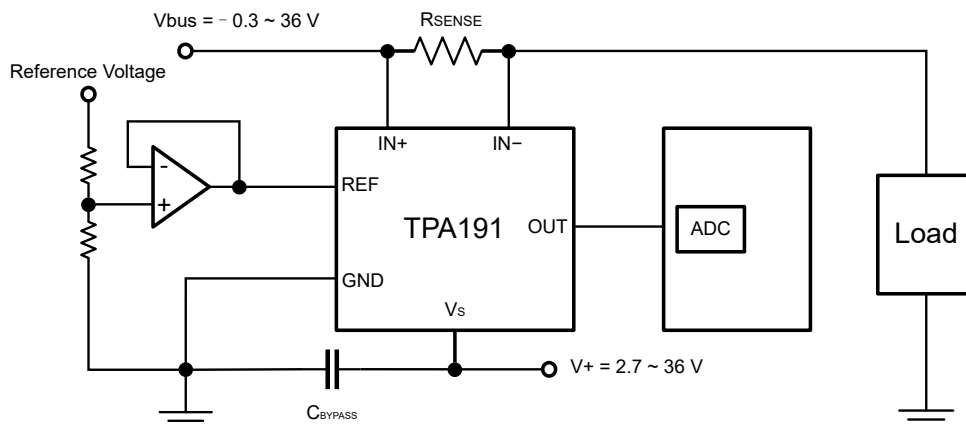 Vbus = - 0.3 ~ 36 V
RSENSE
Reference Voltage
IN+
IN−
-
+
REF
TPA191
OUT
ADC
Load
GND
Vs
V+ = 2.7 ~ 36 V
CBYPASS